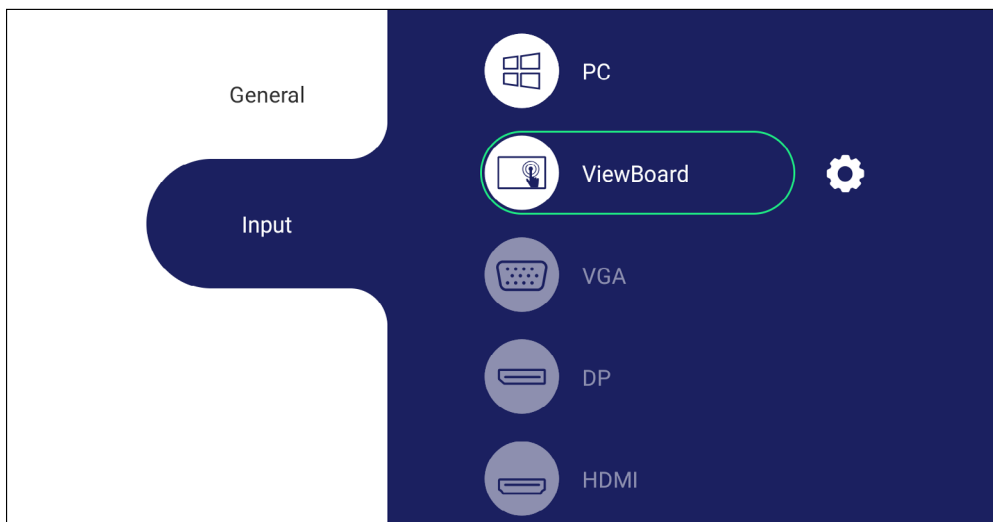 General
Input
PC
ViewBoard
VGA
DP
HDMI